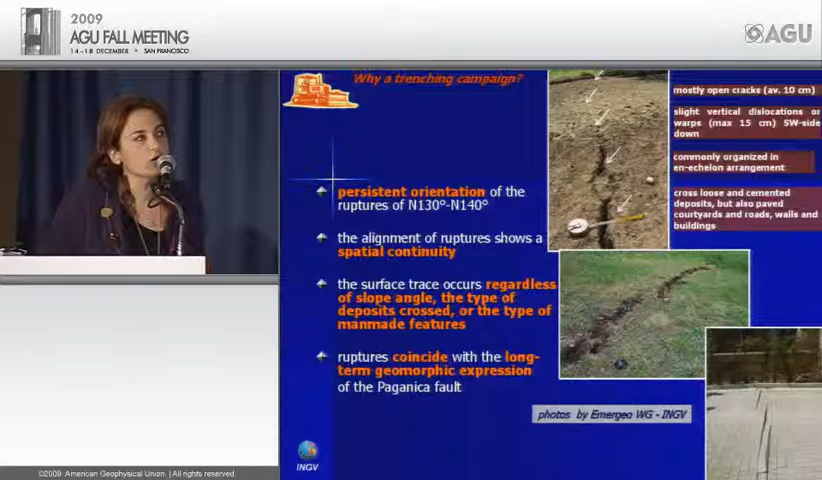 2009
AGU FALL MEETING
14-18 DECEMBER SAN FRANCISCO
AGU
Why a trenching campaign?
persistent orientation of the
ruptures of N130°-N140°
the alignment of ruptures shows a
spatial continuity
the surface trace occurs regardless
of slope angle, the type of
deposits crossed, or the type of
manmade features
ruptures coincide with the long-
term geomorphic expression
of the Paganica fault
mostly open cracks (av. 10 cm)
slight vertical dislocations or
warps (max 15 cm) SW-side
down
commonly organized in
en-echelon arrangement
cross loose and cemented
deposits, but also paved
courtyards and roads, walls and
buildings
photos by Emergeo WG - INGV
INGV
©2009. American Geophysical Union. | All rights reserved.